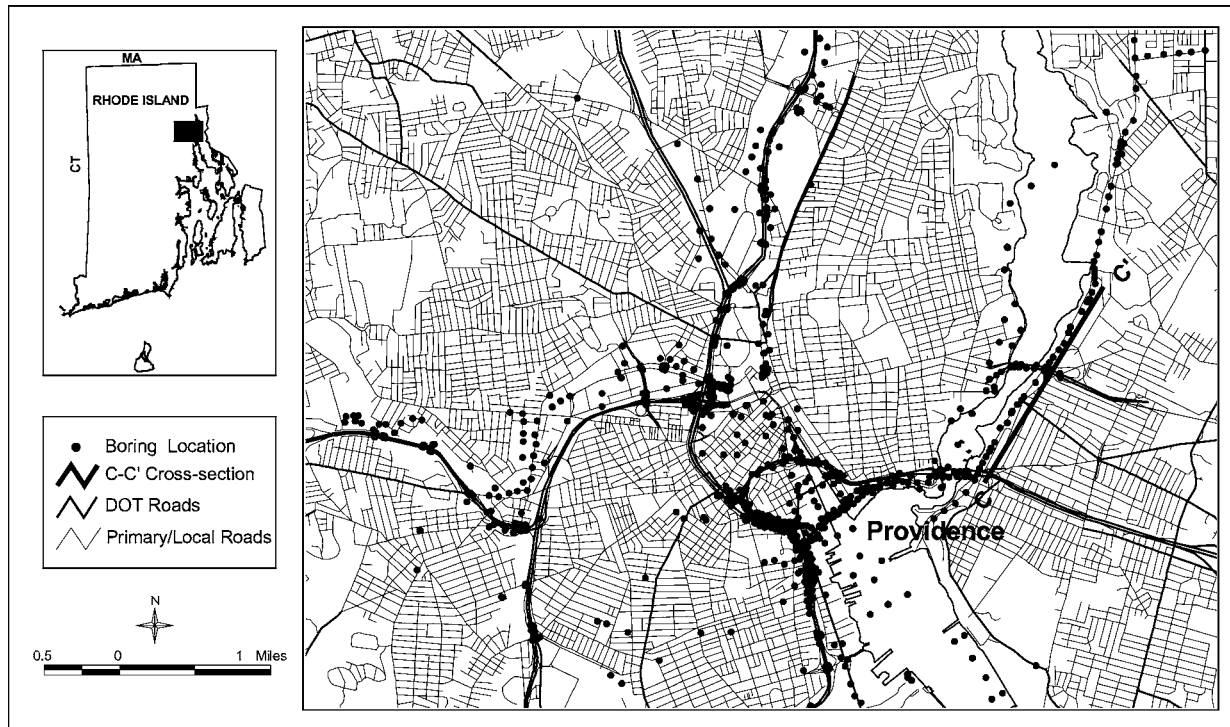 MA
RHODE ISLAND
CT
Boring Location
C-C' Cross-section
DOT Roads
Primary/Local Roads
N
0.5 0 1 Miles
C'
C
Providence